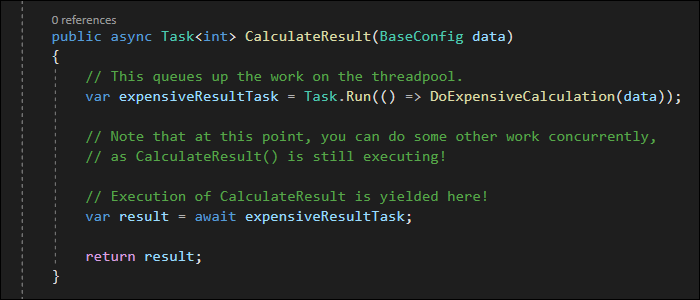 0 references
public async Task<int> CalculateResult(BaseConfig data)
{
// This queues up the work on the threadpool.
var expensiveResultTask = Task.Run(() => DoExpensiveCalculation(data));
// Note that at this point, you can do some other work concurrently,
// as CalculateResult() is still executing!
// Execution of CalculateResult is yielded here!
var result = await expensiveResultTask;
return result;
}